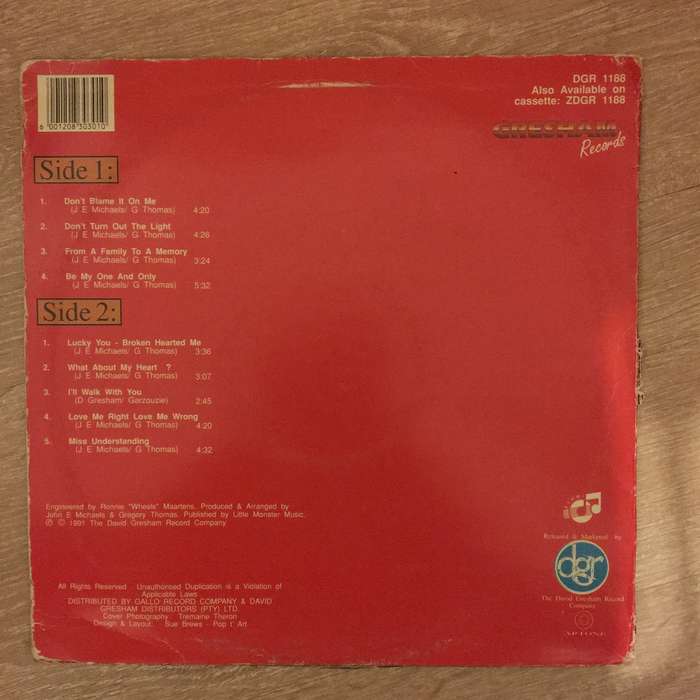 DGR 1188
Also Available on
cassette: ZDGR 1188
GRESHAM
Records
6 001208 303010
Side 1:
1. Don't Blame It On Me
(J E Michaels/ G Thomas) 4:20
2. Don't Turn Out The Light
(J E Michaels/ G Thomas) 4:26
3. From A Family To A Memory
(J E Michaels/ G Thomas) 3:24
4. Be My One And Only
(J E Michaels/ G Thomas) 5:32
Side 2:
1. Lucky You - Broken Hearted Me
(J E Michaels/ G Thomas) 3:36
2. What About My Heart ?
(J E Michaels/ G Thomas) 3:07
3. I'll Walk With You
(D Gresham/ Garzouzie) 2:45
4. Love Me Right Love Me Wrong
(J E Michaels/ G Thomas) 4:20
5. Miss Understanding
(J E Michaels/ G Thomas) 4:32
Engineered by Ronnie "Wheels" Maartens. Produced & Arranged by
John E Michaels & Gregory Thomas. Published by Little Monster Music.
℗ © 1991 The David Gresham Record Company
Released & Marketed by
dgr
The David Gresham Record
Company
ARTONE
All Rights Reserved Unauthorised Duplication is a Violation of
Applicable Laws
DISTRIBUTED BY GALLO RECORD COMPANY & DAVID
GRESHAM DISTRIBUTORS (PTY) LTD.
Cover Photography Tremaine Theron
Design & Layout Sue Brews - Pop t' Art